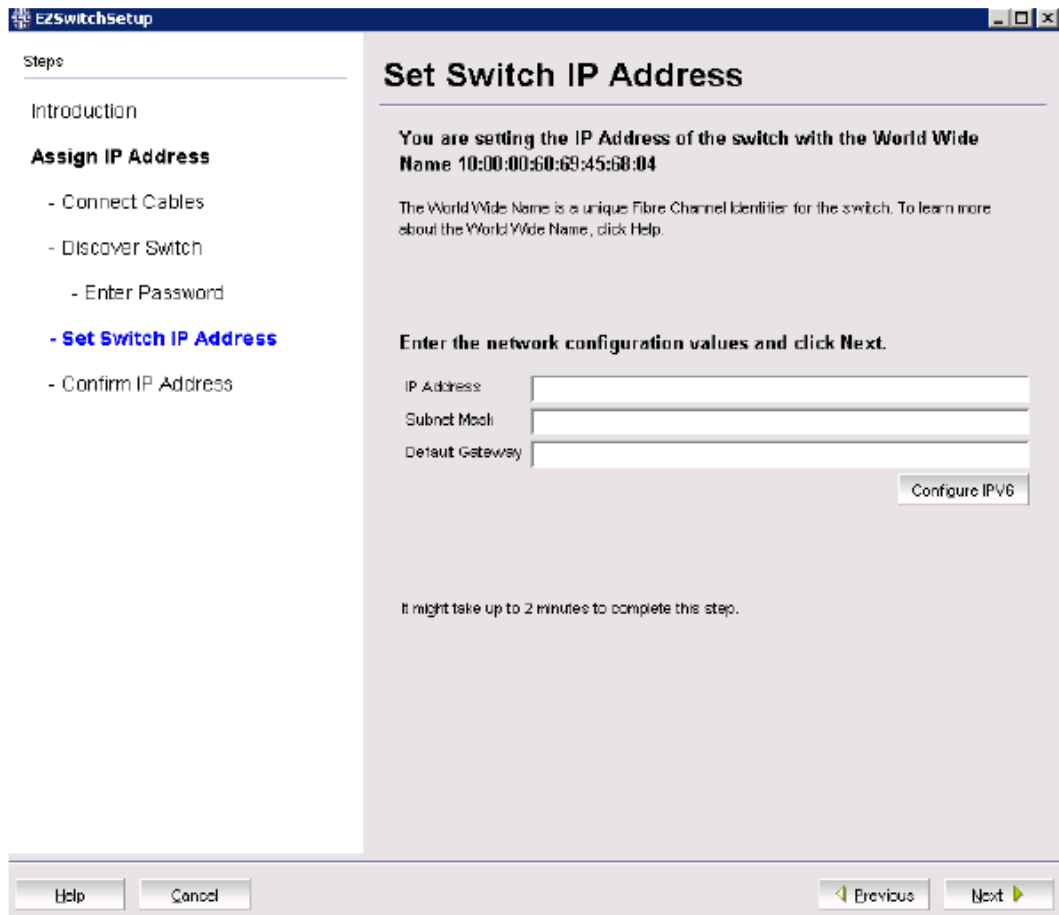 EZSwitchSetup
Steps
Introduction
Assign IP Address
- Connect Cables
- Discover Switch
- Enter Password
- Set Switch IP Address
- Confirm IP Address
Set Switch IP Address
You are setting the IP Address of the switch with the World Wide
Name 10:00:00:60:69:45:68:04
The World Wide Name is a unique Fibre Channel Identifier for the switch. To learn more
about the World Wide Name, click Help.
Enter the network configuration values and click Next.
IP Address
Subnet Mask
Default Gateway
Configure IPV6
It might take up to 2 minutes to complete this step.
Help
Cancel
Previous
Next